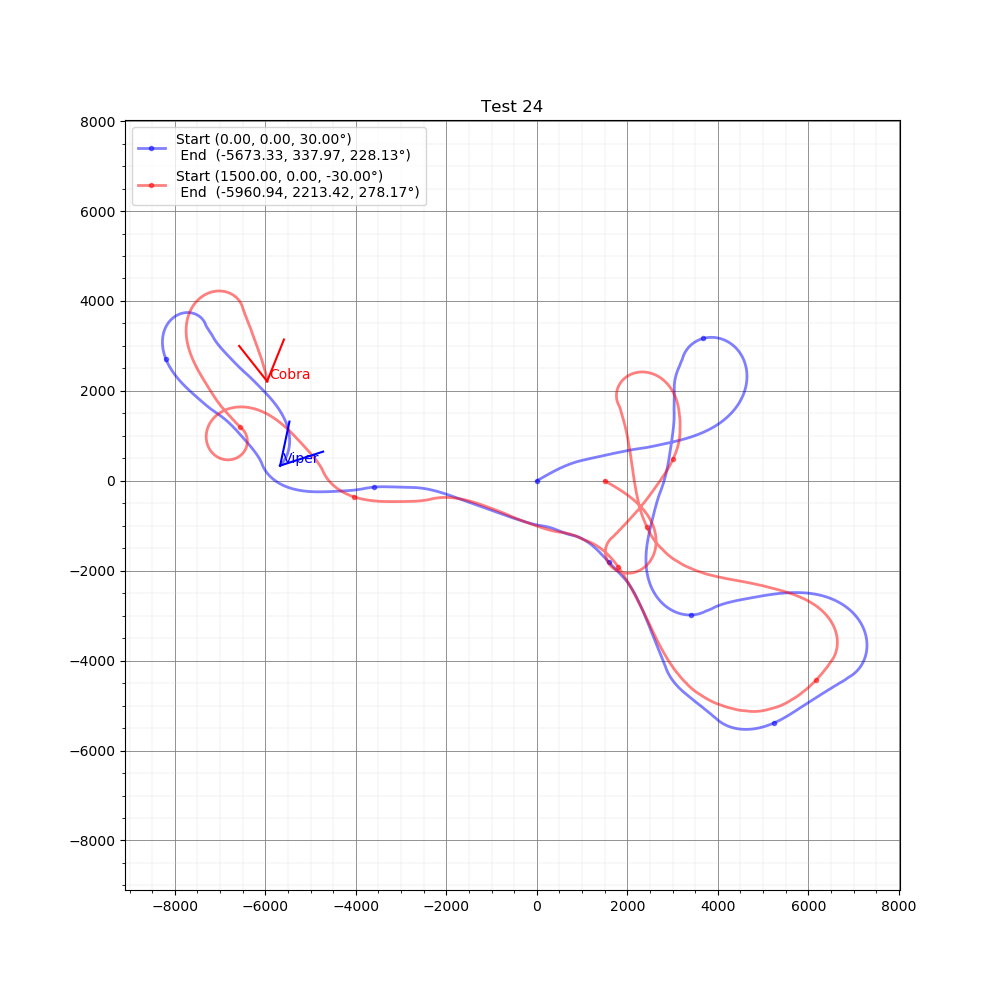 Test 24
Start (0.00, 0.00, 30.00°)
End  (-5673.33, 337.97, 228.13°)
Start (1500.00, 0.00, -30.00°)
End  (-5960.94, 2213.42, 278.17°)
8000
6000
4000
2000
0
−2000
−4000
−6000
−8000
Cobra
Viper
−8000 −6000 −4000 −2000 0 2000 4000 6000 8000